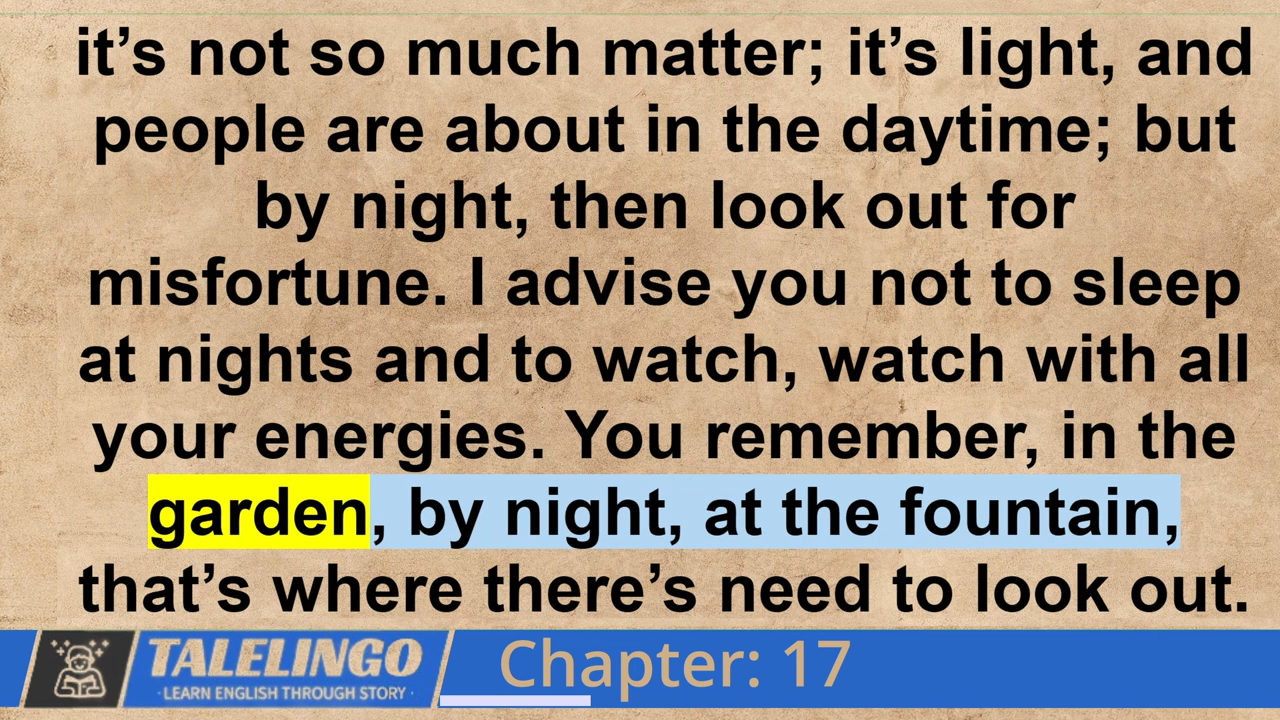 it’s not so much matter; it’s light, and
people are about in the daytime; but
by night, then look out for
misfortune. I advise you not to sleep
at nights and to watch, watch with all
your energies. You remember, in the
garden, by night, at the fountain,
that’s where there’s need to look out.
TALELINGO
· LEARN ENGLISH THROUGH STORY ·
Chapter: 17